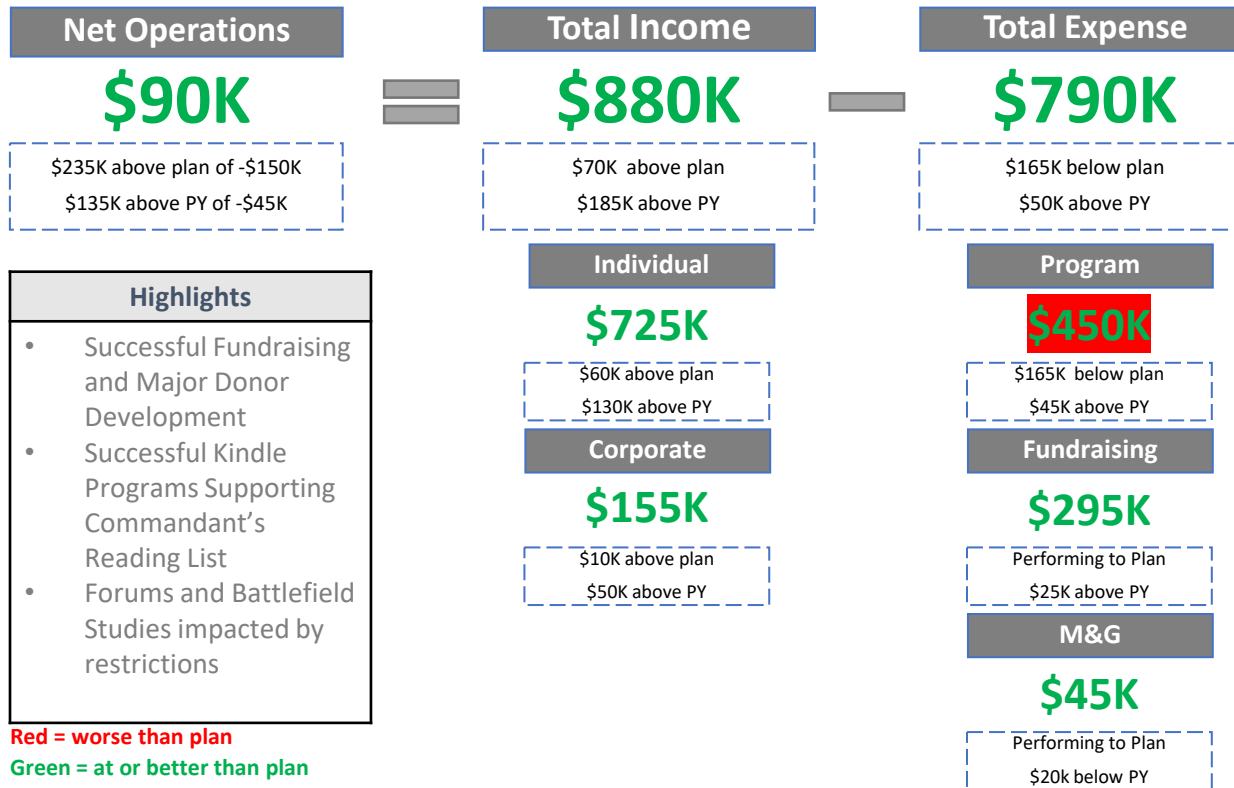 Net Operations
$90K
$235K above plan of -$150K
$135K above PY of -$45K
Total Income
$880K
$70K above plan
$185K above PY
Total Expense
$790K
$165K below plan
$50K above PY
Highlights
• Successful Fundraising
and Major Donor
Development
• Successful Kindle
Programs Supporting
Commandant’s
Reading List
• Forums and Battlefield
Studies impacted by
restrictions
Red = worse than plan
Green = at or better than plan
Individual
$725K
$60K above plan
$130K above PY
Corporate
$155K
$10K above plan
$50K above PY
Program
$450K
$165K below plan
$45K above PY
Fundraising
$295K
Performing to Plan
$25K above PY
M&G
$45K
Performing to Plan
$20k below PY